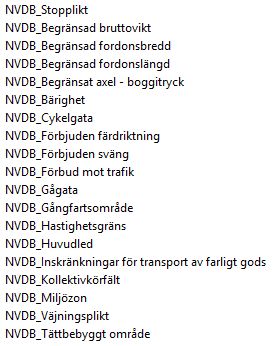 NVDB_Stopplikt
NVDB_Begränsad bruttovikt
NVDB_Begränsad fordonsbredd
NVDB_Begränsad fordonslängd
NVDB_Begränsat axel - boggitryck
NVDB_Bärighet
NVDB_Cykelgata
NVDB_Förbjuden färdriktning
NVDB_Förbjuden sväng
NVDB_Förbud mot trafik
NVDB_Gågata
NVDB_Gångfartsområde
NVDB_Hastighetsgräns
NVDB_Huvudled
NVDB_Inskränkningar för transport av farligt gods
NVDB_Kollektivkörfält
NVDB_Miljözon
NVDB_Väjningsplikt
NVDB_Tättbebyggt område